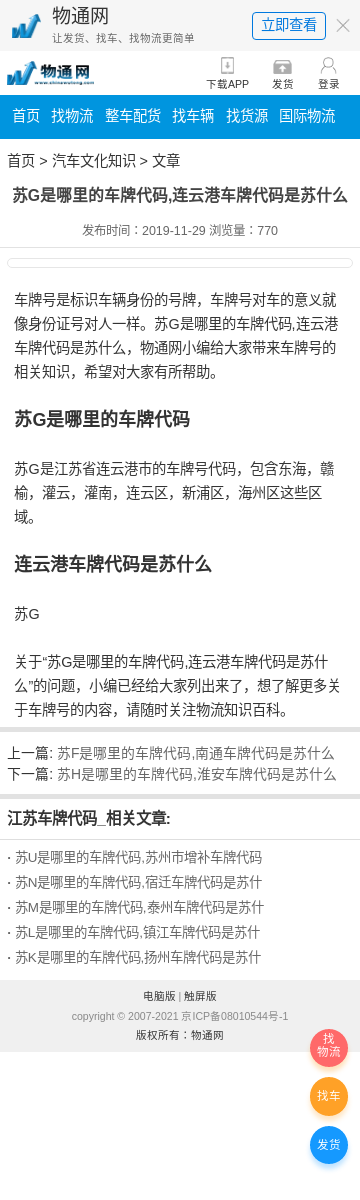 物通网
让发货、找车、找物流更简单
立即查看
物通网
下载APP 发货 登录
首页 找物流 整车配货 找车辆 找货源 国际物流
首页 > 汽车文化知识 > 文章
苏G是哪里的车牌代码,连云港车牌代码是苏什么
发布时间：2019-11-29 浏览量：770
车牌号是标识车辆身份的号牌，车牌号对车的意义就
像身份证号对人一样。苏G是哪里的车牌代码,连云港
车牌代码是苏什么，物通网小编给大家带来车牌号的
相关知识，希望对大家有所帮助。
苏G是哪里的车牌代码
苏G是江苏省连云港市的车牌号代码，包含东海，赣
榆，灌云，灌南，连云区，新浦区，海州区这些区
域。
连云港车牌代码是苏什么
苏G
关于“苏G是哪里的车牌代码,连云港车牌代码是苏什
么”的问题，小编已经给大家列出来了，想了解更多关
于车牌号的内容，请随时关注物流知识百科。
上一篇: 苏F是哪里的车牌代码,南通车牌代码是苏什么
下一篇: 苏H是哪里的车牌代码,淮安车牌代码是苏什么
江苏车牌代码_相关文章:
· 苏U是哪里的车牌代码,苏州市增补车牌代码
· 苏N是哪里的车牌代码,宿迁车牌代码是苏什
· 苏M是哪里的车牌代码,泰州车牌代码是苏什
· 苏L是哪里的车牌代码,镇江车牌代码是苏什
· 苏K是哪里的车牌代码,扬州车牌代码是苏什
电脑版 | 触屏版
copyright © 2007-2021 京ICP备08010544号-1
版权所有：物通网
找
物流
找车
发货